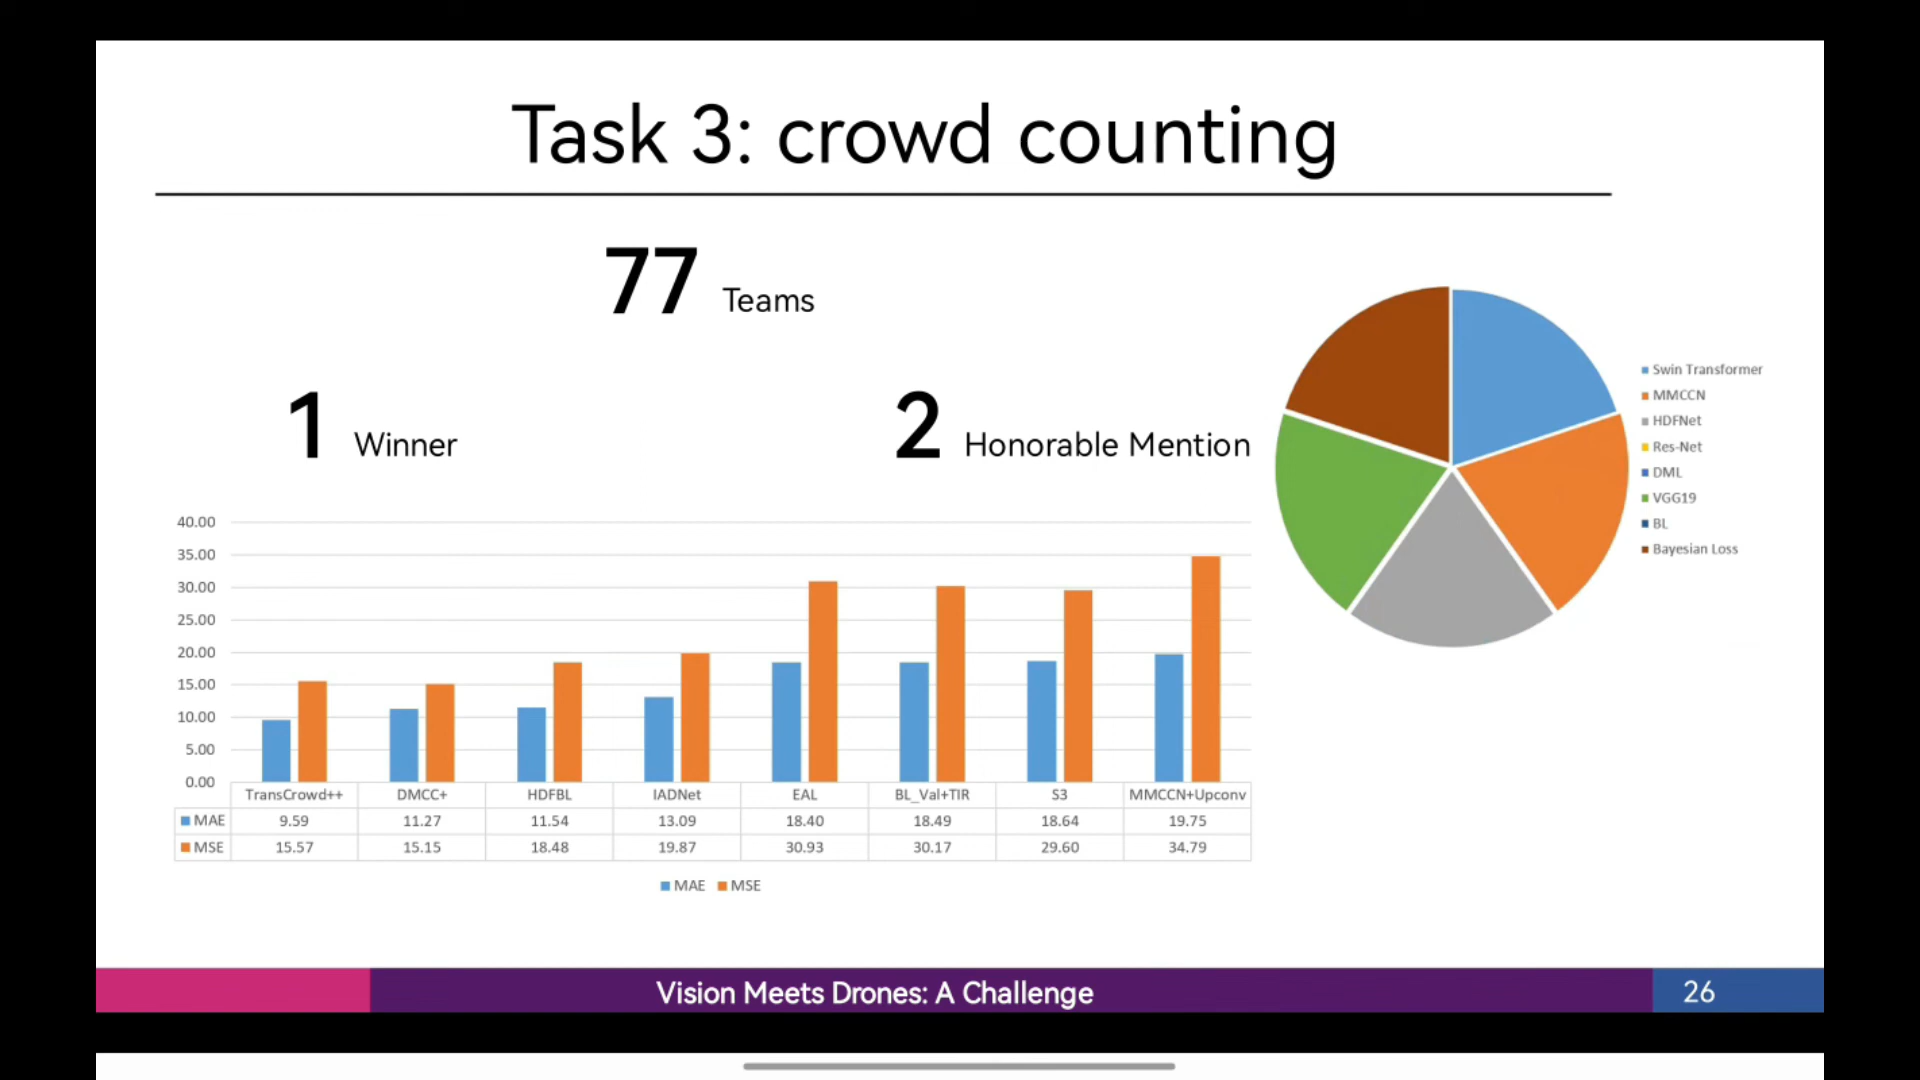 Task 3: crowd counting
77 Teams
1 Winner
2 Honorable Mention
Swin Transformer
MMCCN
HDFNet
Res-Net
DML
VGG19
BL
Bayesian Loss
40.00
35.00
30.00
25.00
20.00
15.00
10.00
5.00
0.00
TransCrowd++ DMCC+ HDFBL IADNet EAL BL_Val+TIR S3 MMCCN+Upconv
MAE 9.59 11.27 11.54 13.09 18.40 18.49 18.64 19.75
MSE 15.57 15.15 18.48 19.87 30.93 30.17 29.60 34.79
MAE MSE
Vision Meets Drones: A Challenge
26